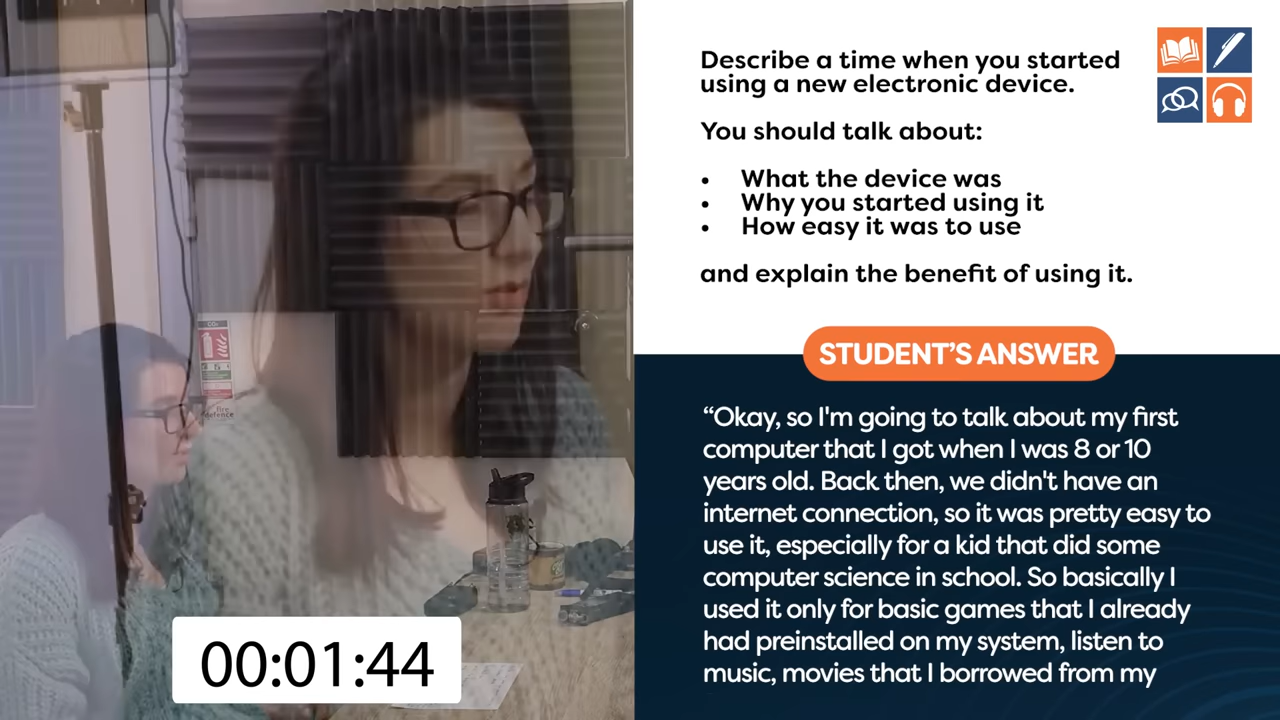 Describe a time when you started
using a new electronic device.
You should talk about:
• What the device was
• Why you started using it
• How easy it was to use
and explain the benefit of using it.
STUDENT'S ANSWER
“Okay, so I'm going to talk about my first
computer that I got when I was 8 or 10
years old. Back then, we didn't have an
internet connection, so it was pretty easy to
use it, especially for a kid that did some
computer science in school. So basically I
used it only for basic games that I already
had preinstalled on my system, listen to
music, movies that I borrowed from my
00:01:44
CO₂
fire
defence